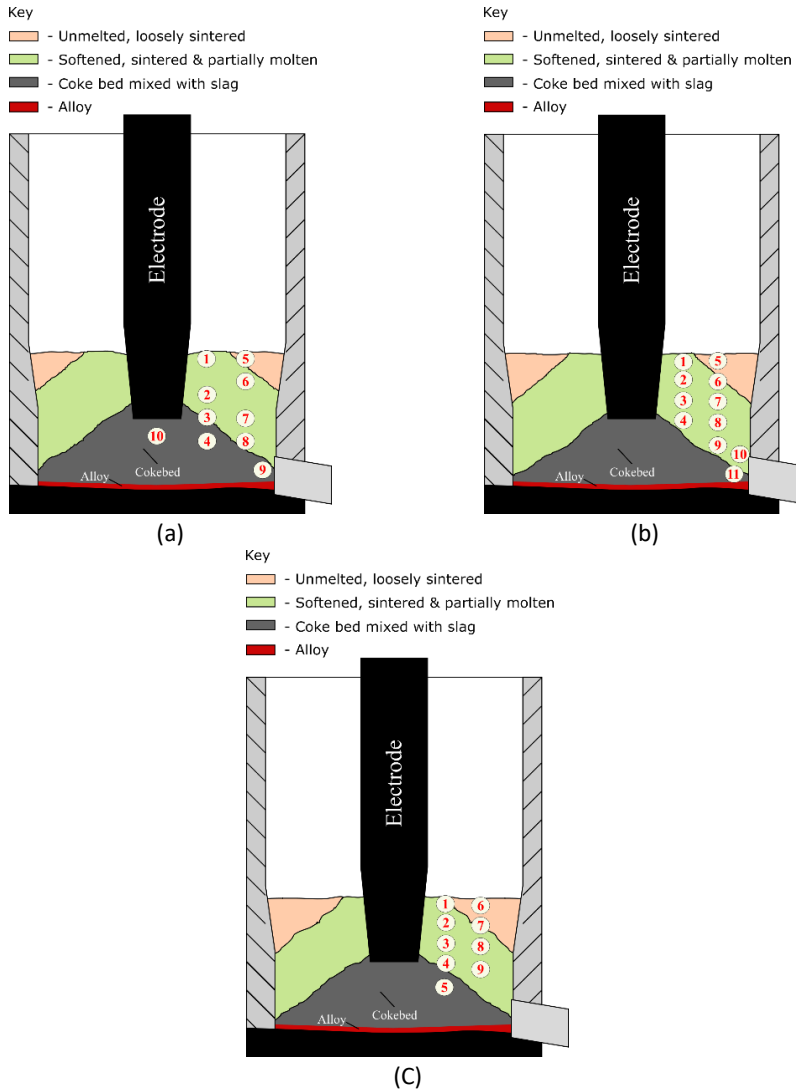 Key
- Unmelted, loosely sintered
- Softened, sintered & partially molten
- Coke bed mixed with slag
- Alloy
Electrode
1 5
6
2
3 7
10 4 8
9
Cokebed
Alloy
(a)
Key
- Unmelted, loosely sintered
- Softened, sintered & partially molten
- Coke bed mixed with slag
- Alloy
Electrode
1 5
2 6
3 7
4 8
9
10
11
Cokebed
Alloy
(b)
Key
- Unmelted, loosely sintered
- Softened, sintered & partially molten
- Coke bed mixed with slag
- Alloy
Electrode
1 6
2 7
3 8
4 9
5
Cokebed
Alloy
(C)